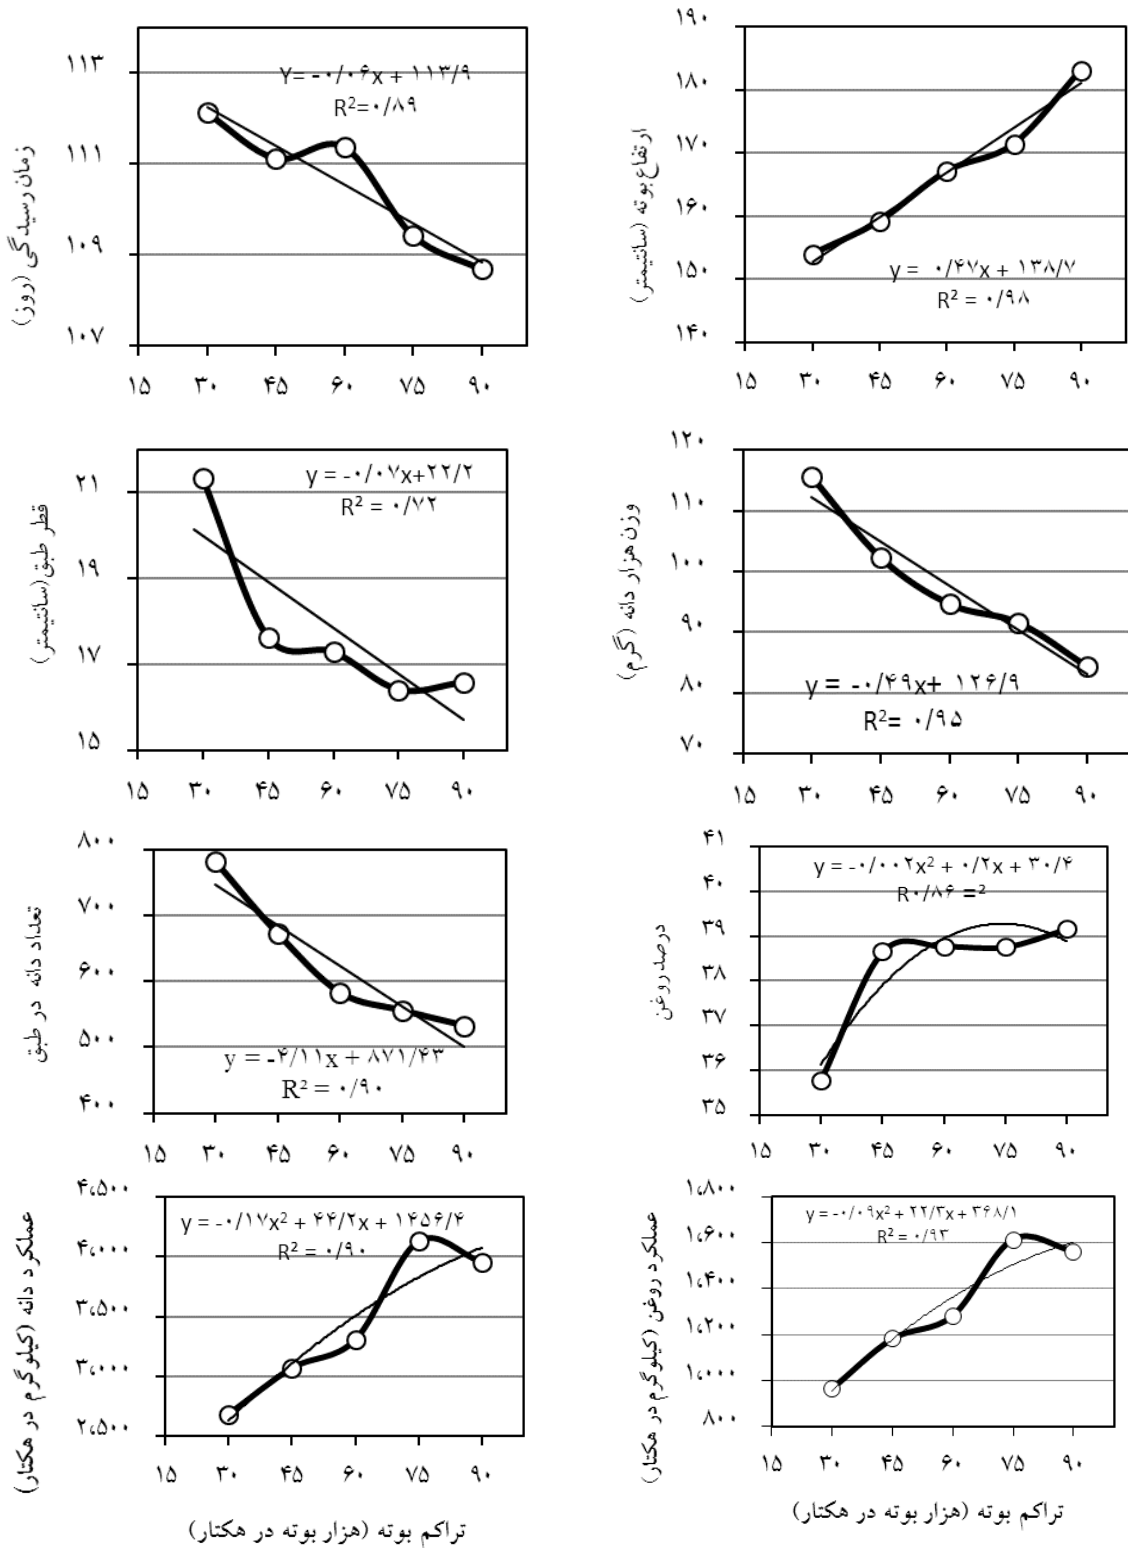 ۱۹۰
۱۸۰
۱۷۰
۱۶۰
۱۵۰
۱۴۰
ارتفاع بوته (سانتیمتر)
y = ۰/۴۷x + ۱۳۸/۷
R² = ۰/۹۸
۱۵ ۳۰ ۴۵ ۶۰ ۷۵ ۹۰
۱۱۳
۱۱۱
۱۰۹
۱۰۷
زمان رسیدگی (روز)
Y= -۰/۰۶x + ۱۱۳/۹
R²=۰/۸۹
۱۵ ۳۰ ۴۵ ۶۰ ۷۵ ۹۰
۱۲۰
۱۱۰
۱۰۰
۹۰
۸۰
۷۰
وزن هزار دانه (گرم)
y = -۰/۴۹x+ ۱۲۶/۹
R²= ۰/۹۵
۱۵ ۳۰ ۴۵ ۶۰ ۷۵ ۹۰
۲۱
۱۹
۱۷
۱۵
قطر طبق (سانتیمتر)
y = -۰/۰۷x+۲۲/۲
R² = ۰/۷۲
۱۵ ۳۰ ۴۵ ۶۰ ۷۵ ۹۰
۴۱
۴۰
۳۹
۳۸
۳۷
۳۶
۳۵
درصد روغن
y = -۰/۰۰۲x² + ۰/۲x + ۳۰/۴
R۰/۸۶ =²
۱۵ ۳۰ ۴۵ ۶۰ ۷۵ ۹۰
۸۰۰
۷۰۰
۶۰۰
۵۰۰
۴۰۰
تعداد دانه در طبق
y = -۴/۱۱x + ۸۷۱/۴۳
R² = ۰/۹۰
۱۵ ۳۰ ۴۵ ۶۰ ۷۵ ۹۰
۱،۸۰۰
۱،۶۰۰
۱،۴۰۰
۱،۲۰۰
۱،۰۰۰
۸۰۰
عملکرد روغن (کیلوگرم در هکتار)
y = -۰/۰۹x² + ۲۲/۳x + ۳۶۸/۱
R² = ۰/۹۳
۱۵ ۳۰ ۴۵ ۶۰ ۷۵ ۹۰
تراکم بوته (هزار بوته در هکتار)
۴،۵۰۰
۴،۰۰۰
۳،۵۰۰
۳،۰۰۰
۲،۵۰۰
عملکرد دانه (کیلوگرم در هکتار)
y = -۰/۱۷x² + ۴۴/۲x + ۱۴۵۶/۴
R² = ۰/۹۰
۱۵ ۳۰ ۴۵ ۶۰ ۷۵ ۹۰
تراکم بوته (هزار بوته در هکتار)